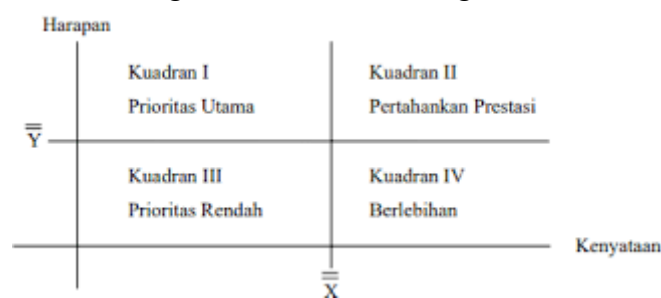 Harapan
Kuadran I
Prioritas Utama
Kuadran II
Pertahankan Prestasi
Y
Kuadran III
Prioritas Rendah
Kuadran IV
Berlebihan
Kenyataan
X